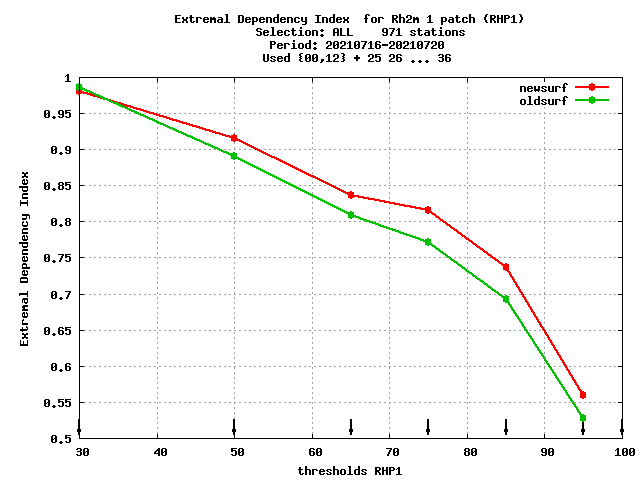 Extremal Dependency Index  for Rh2m 1 patch (RHP1)
Selection: ALL    971 stations
Period: 20210716-20210720
Used {00,12} + 25 26 ... 36
newsurf
oldsurf
1
0.95
0.9
0.85
0.8
0.75
0.7
0.65
0.6
0.55
0.5
Extremal Dependency Index
30 40 50 60 70 80 90 100
thresholds RHP1